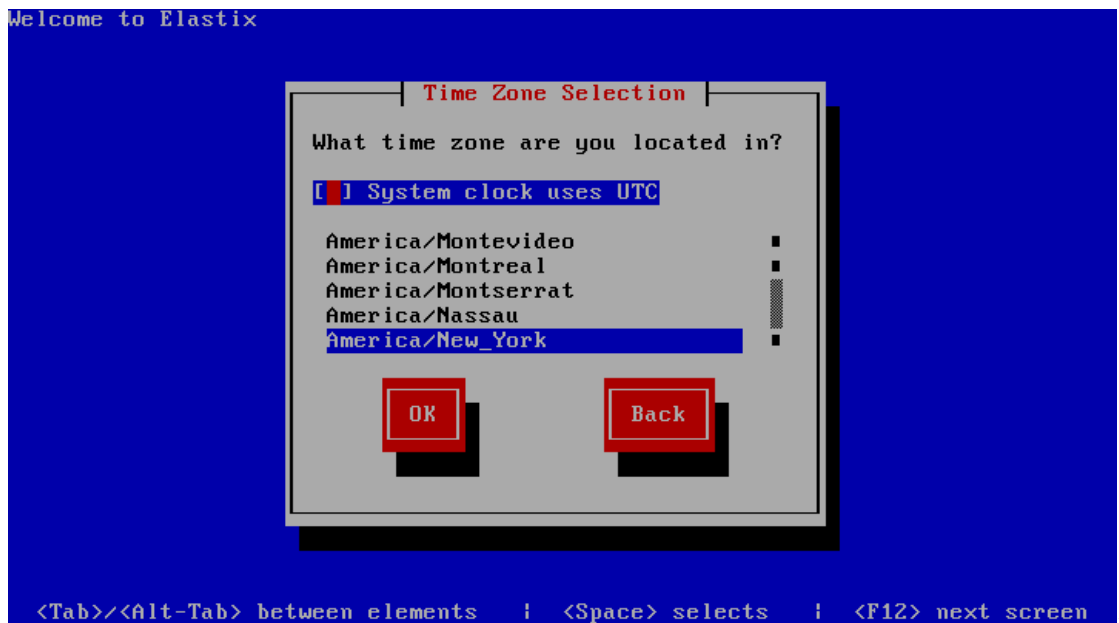 Welcome to Elastix
Time Zone Selection
What time zone are you located in?
[ ] System clock uses UTC
America/Montevideo
America/Montreal
America/Montserrat
America/Nassau
America/New_York
OK Back
<Tab>/<Alt-Tab> between elements | <Space> selects | <F12> next screen